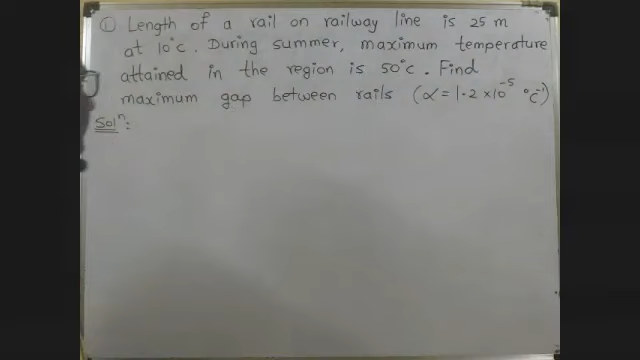 ① Length of a rail on railway line is 25 m
at 10°c. During summer, maximum temperature
attained in the region is 50°c. Find
maximum gap between rails (α = 1.2 × 10⁻⁵ °c⁻¹)
Solⁿ: